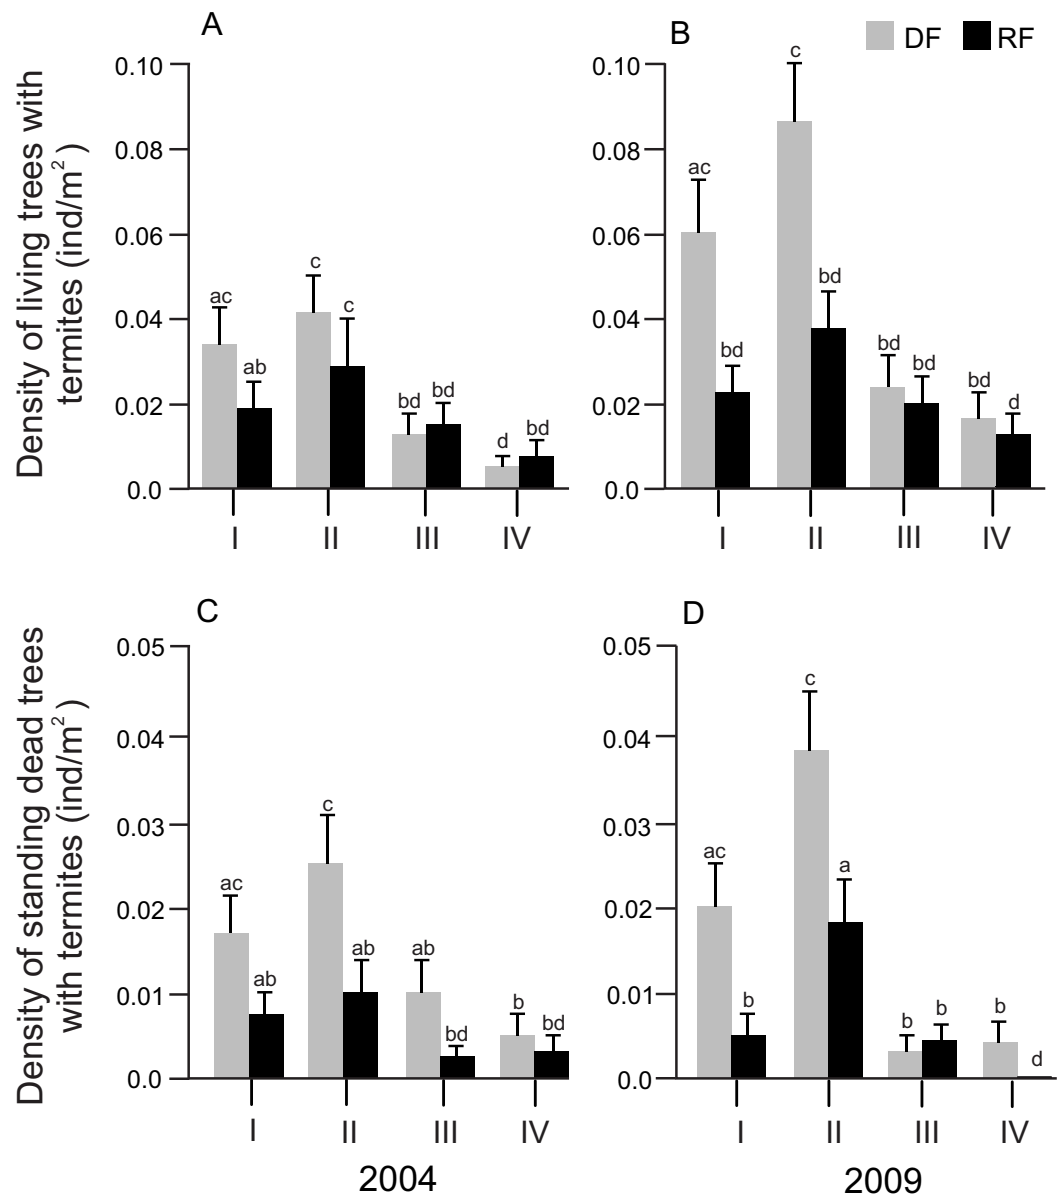 A
B
DF
RF
Density of living trees with
termites (ind/m²)
0.10
0.08
0.06
0.04
0.02
0.0
ac
ab
c
c
bd
bd
d
bd
I
II
III
IV
0.10
0.08
0.06
0.04
0.02
0.0
ac
bd
c
bd
bd
bd
bd
d
I
II
III
IV
C
D
Density of standing dead trees
with termites (ind/m²)
0.05
0.04
0.03
0.02
0.01
0.0
ac
ab
c
ab
ab
bd
b
bd
I
II
III
IV
2004
0.05
0.04
0.03
0.02
0.01
0.0
ac
b
c
a
b
b
b
d
I
II
III
IV
2009